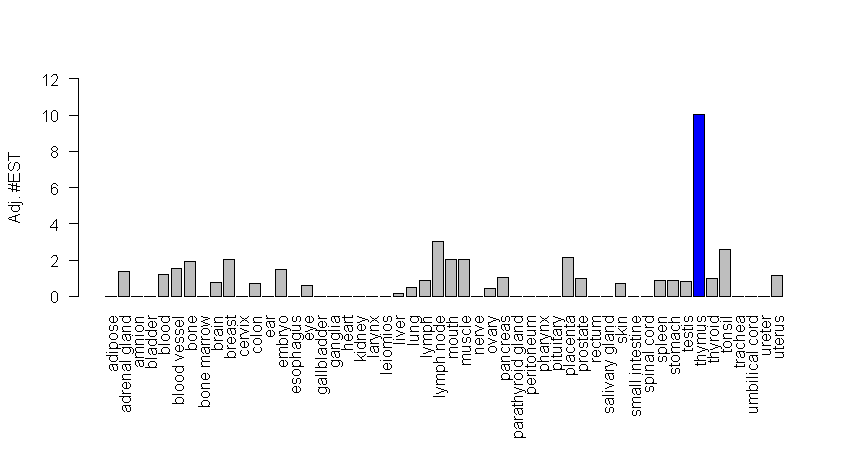 12
10
8
6
4
2
0
Adj. #EST
adipose
adrenal gland
amnion
bladder
blood
blood vessel
bone
bone marrow
brain
breast
cervix
colon
ear
embryo
esophagus
eye
gallbladder
ganglia
heart
kidney
larynx
leiomios
liver
lung
lymph
lymph node
mouth
muscle
nerve
ovary
pancreas
parathyroid gland
peritoneum
pharynx
pituitary
placenta
prostate
rectum
salivary gland
skin
small intestine
spinal cord
spleen
stomach
testis
thymus
thyroid
tonsil
trachea
umbilical cord
ureter
uterus